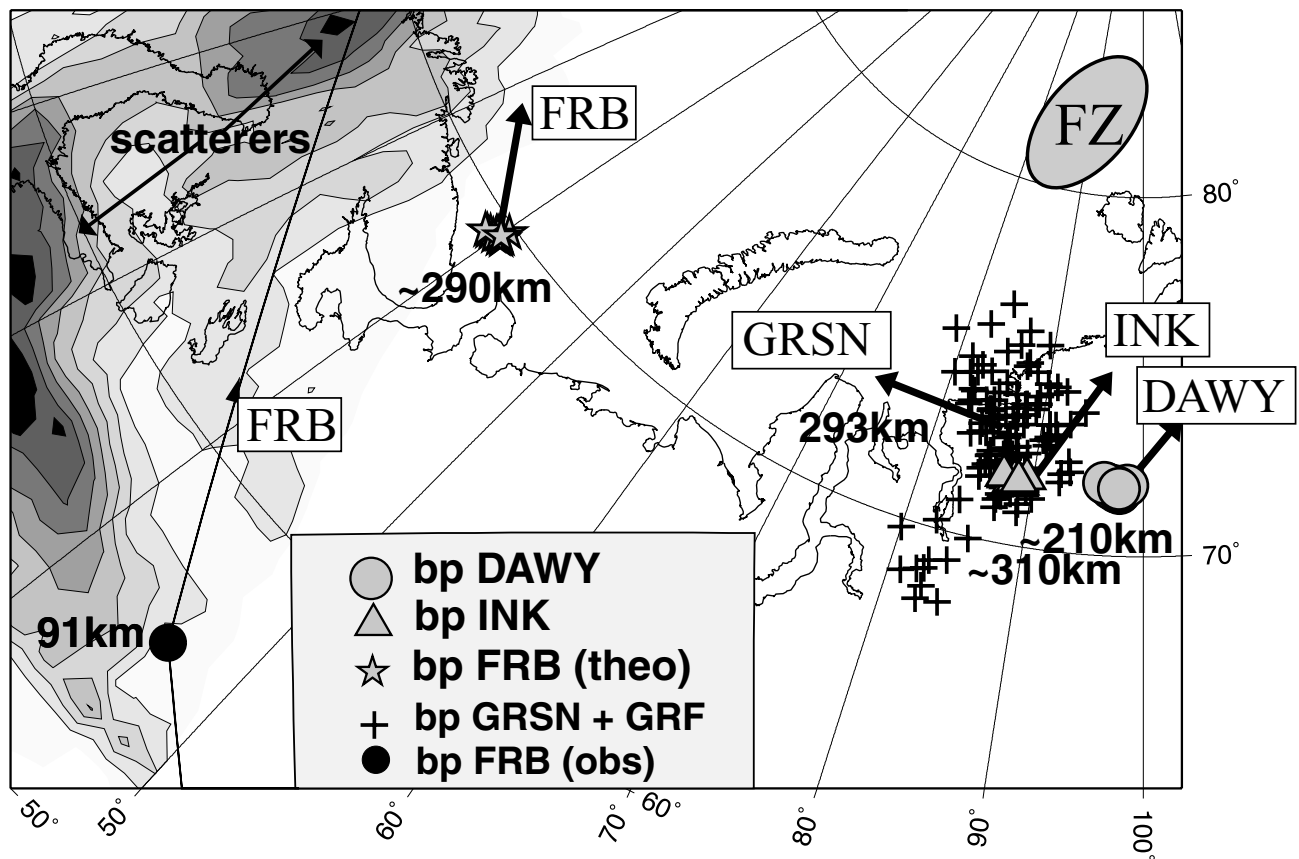 FRB
FZ
scatterers
80°
~290km
INK
GRSN
DAWY
FRB
293km
~210km
~310km
70°
bp DAWY
bp INK
91km
bp FRB (theo)
bp GRSN + GRF
bp FRB (obs)
50°
50°
60°
70°
60°
80°
90°
100°